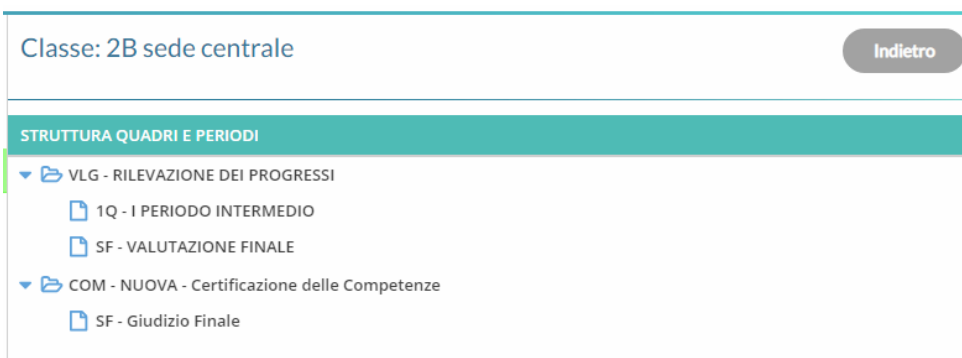 Classe: 2B sede centrale
Indietro
STRUTTURA QUADRI E PERIODI
VLG - RILEVAZIONE DEI PROGRESSI
1Q - I PERIODO INTERMEDIO
SF - VALUTAZIONE FINALE
COM - NUOVA - Certificazione delle Competenze
SF - Giudizio Finale